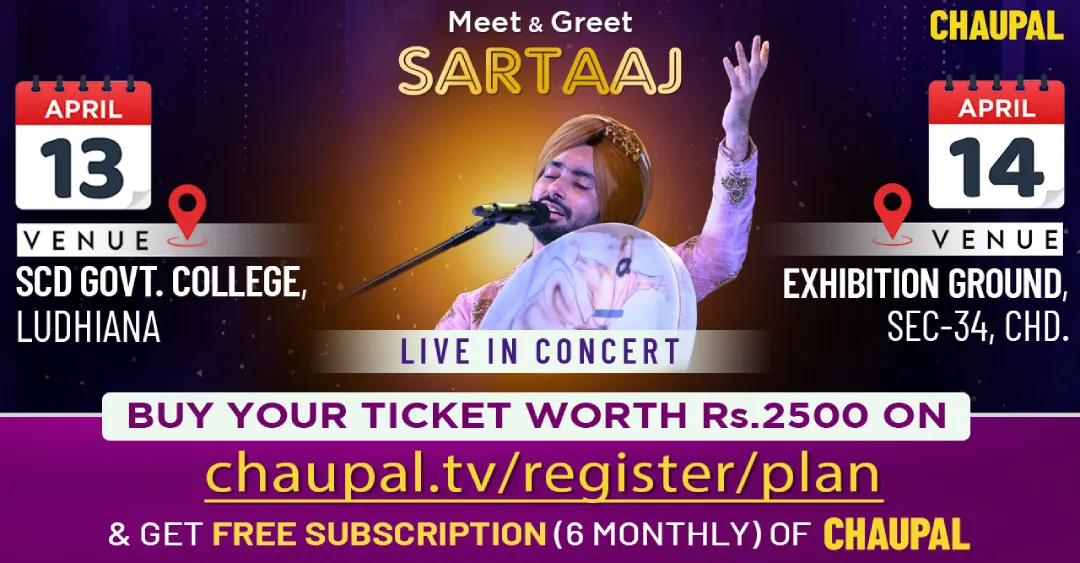 Meet & Greet
SARTAAJ
CHAUPAL
APRIL
13
VENUE
SCD GOVT. COLLEGE,
LUDHIANA
APRIL
14
VENUE
EXHIBITION GROUND,
SEC-34, CHD.
LIVE IN CONCERT
BUY YOUR TICKET WORTH Rs.2500 ON
chaupal.tv/register/plan
& GET FREE SUBSCRIPTION (6 MONTHLY) OF CHAUPAL